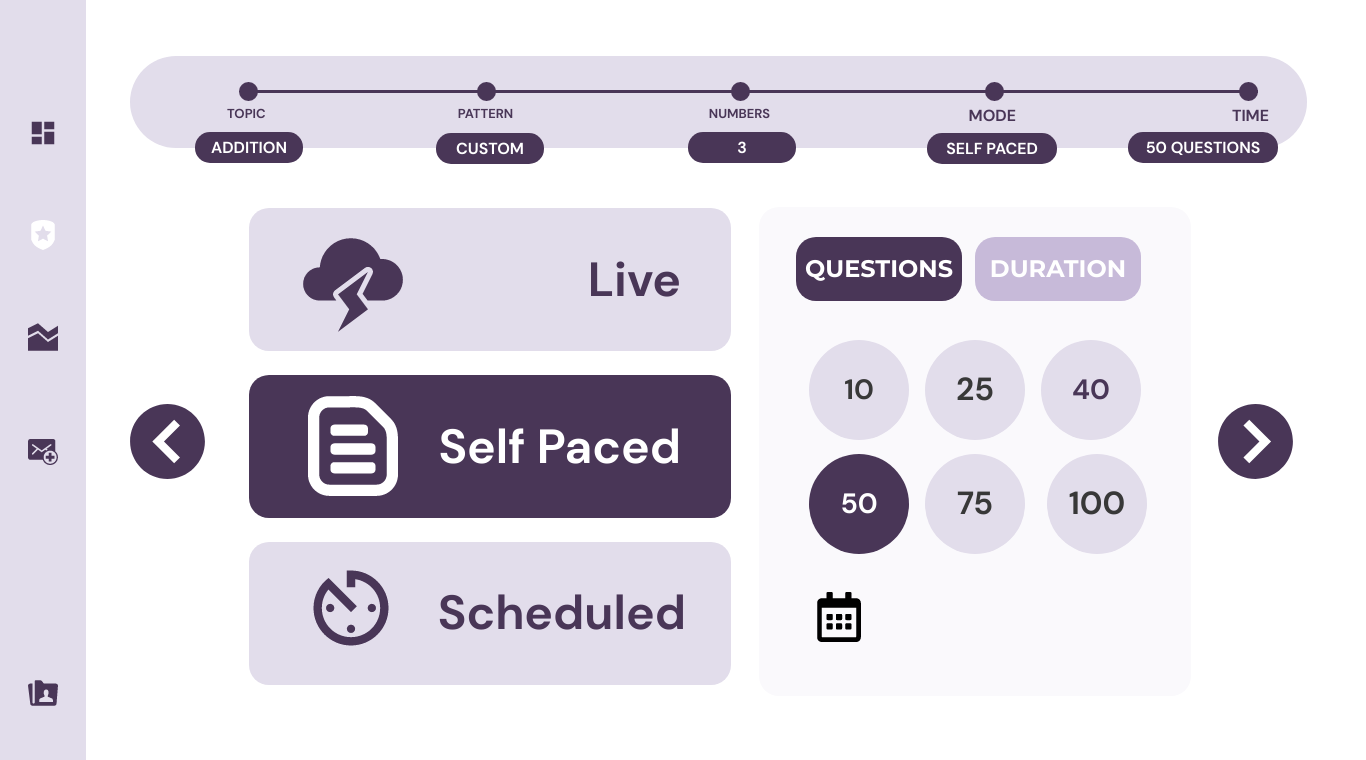 TOPIC
PATTERN
NUMBERS
MODE
TIME
ADDITION
CUSTOM
3
SELF PACED
50 QUESTIONS
Live
Self Paced
Scheduled
QUESTIONS
DURATION
10
25
40
50
75
100